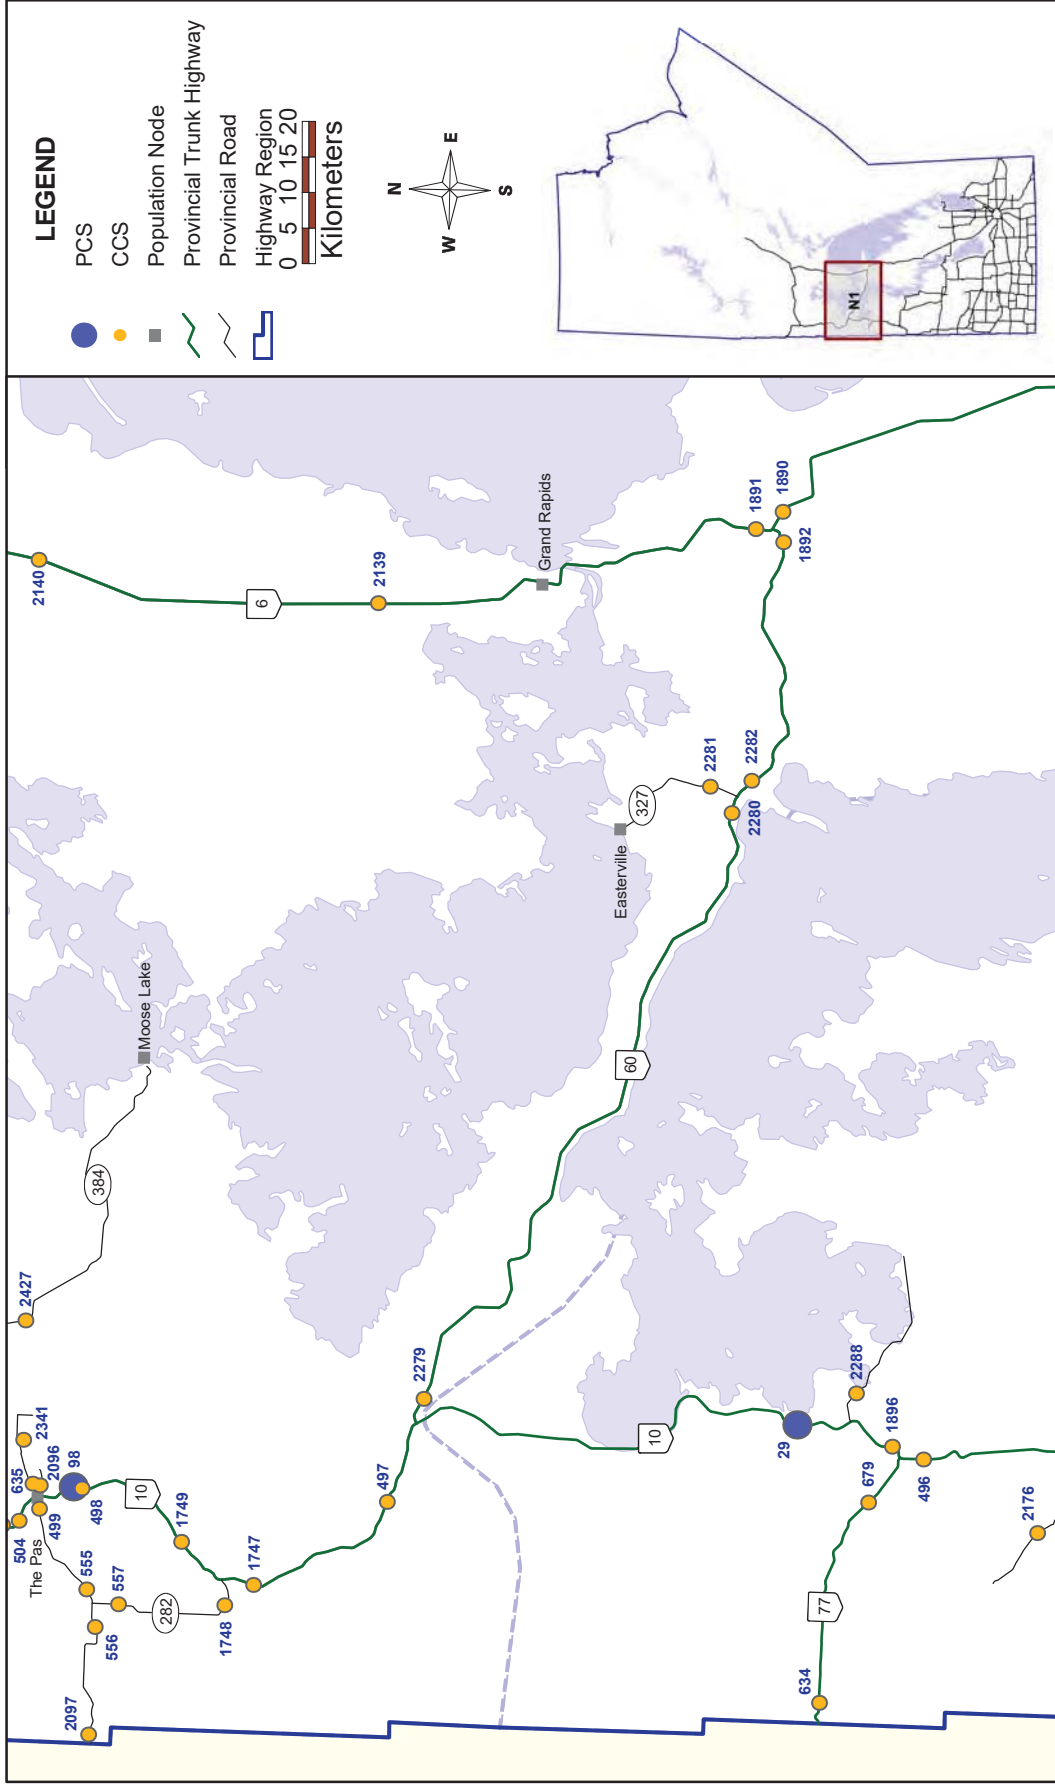 LEGEND
PCS
CCS
Population Node
Provincial Trunk Highway
Provincial Road
Highway Region
0 5 10 15 20
Kilometers
N
W E
S
N1
2140
6
2139
Grand Rapids
1891
1890
1892
2281
2282
2280
327
Easterville
Moose Lake
384
60
2427
2279
2341
635
2096
98
498
499
504
The Pas
10
1749
555
557
556
282
1747
1748
497
2097
10
29
2288
1896
679
496
2176
77
634